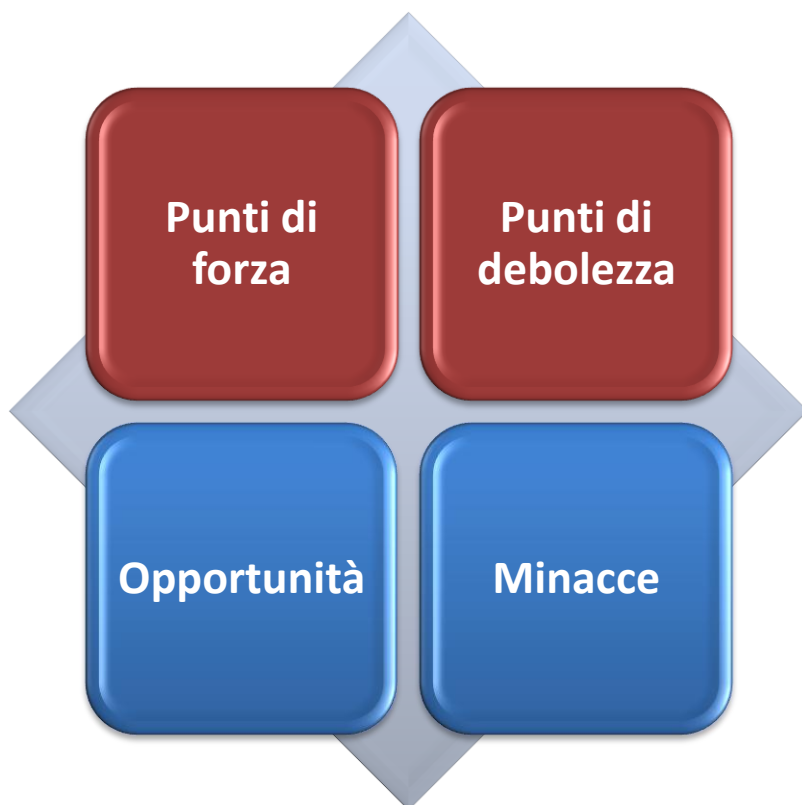 Punti di
forza
Punti di
debolezza
Opportunità
Minacce